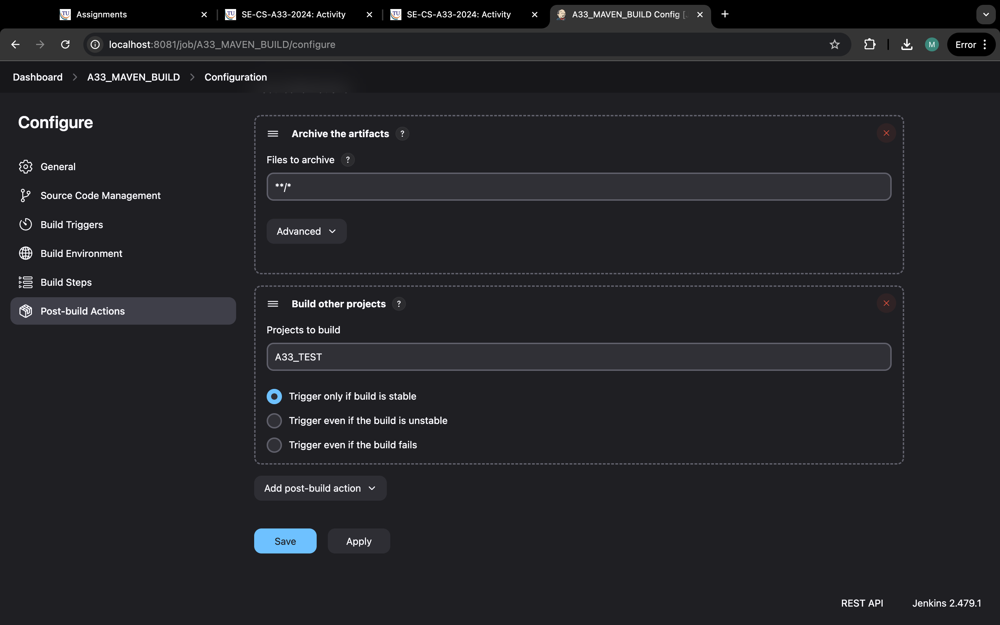 Assignments
SE-CS-A33-2024: Activity
SE-CS-A33-2024: Activity
A33_MAVEN_BUILD Config [
localhost:8081/job/A33_MAVEN_BUILD/configure
M
Error
Dashboard > A33_MAVEN_BUILD > Configuration
Configure
General
Source Code Management
Build Triggers
Build Environment
Build Steps
Post-build Actions
Archive the artifacts ?
Files to archive ?
**/*
Advanced
Build other projects ?
Projects to build
A33_TEST
Trigger only if build is stable
Trigger even if the build is unstable
Trigger even if the build fails
Add post-build action
Save
Apply
REST API
Jenkins 2.479.1